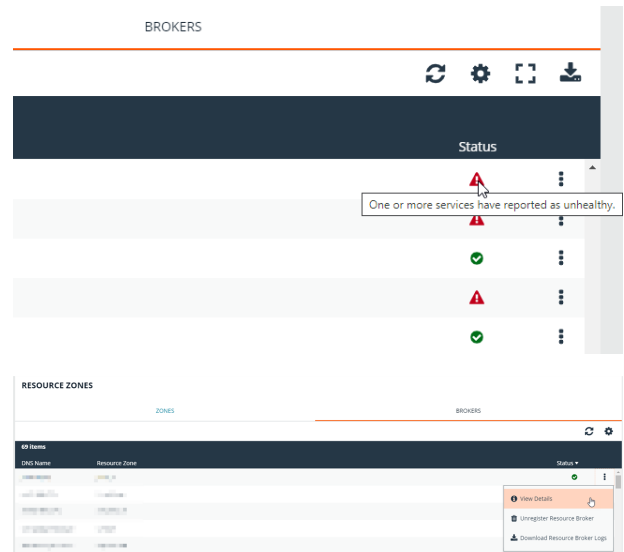 BROKERS
Status
One or more services have reported as unhealthy.
RESOURCE ZONES
ZONES BROKERS
69 items
DNS Name Resource Zone Status
View Details
Unregister Resource Broker
Download Resource Broker Logs